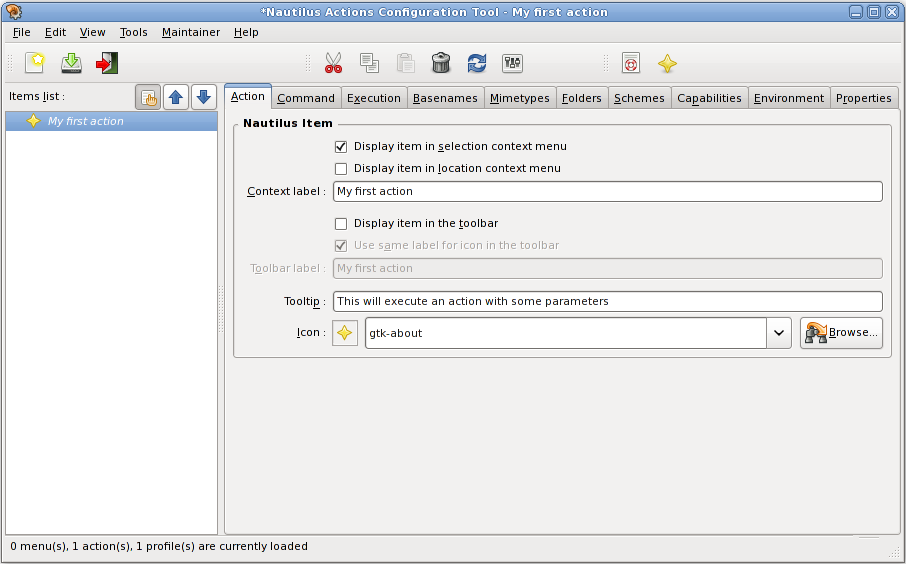 *Nautilus Actions Configuration Tool - My first action
File Edit View Tools Maintainer Help
Items list :
My first action
Action Command Execution Basenames Mimetypes Folders Schemes Capabilities Environment Properties
Nautilus Item
Display item in selection context menu
Display item in location context menu
Context label : My first action
Display item in the toolbar
Use same label for icon in the toolbar
Toolbar label : My first action
Tooltip : This will execute an action with some parameters
Icon : gtk-about Browse...
0 menu(s), 1 action(s), 1 profile(s) are currently loaded